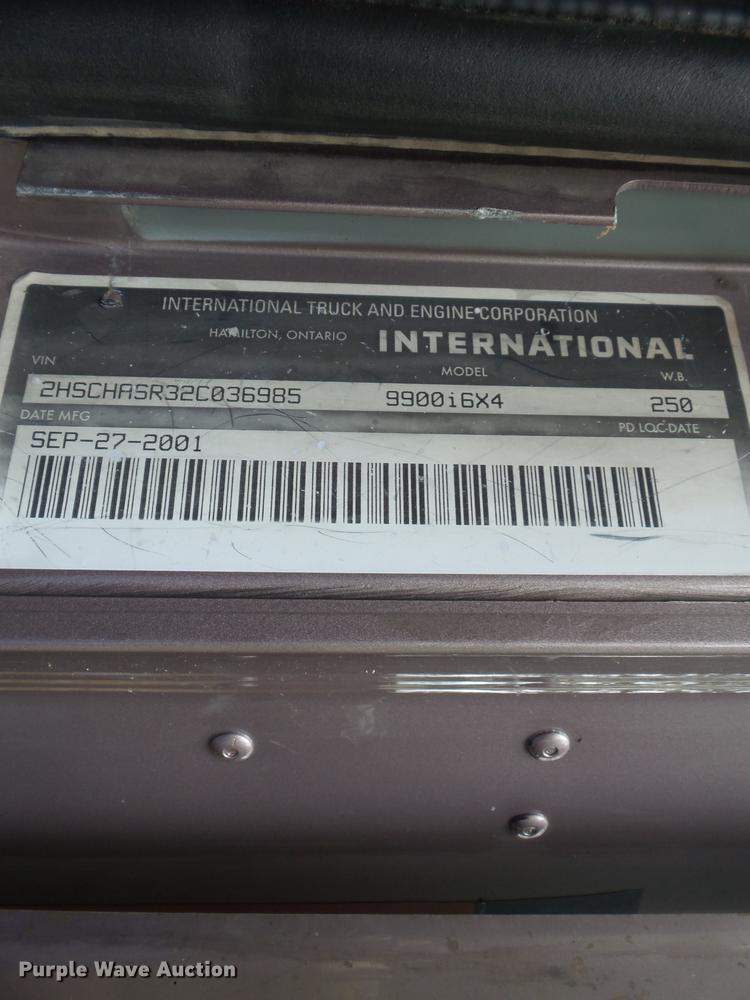 INTERNATIONAL TRUCK AND ENGINE CORPORATION
HAMILTON, ONTARIO INTERNATIONAL
VIN MODEL W.B.
2HSCHASR32C036985 9900i6X4 250
DATE MFG PD LOC-DATE
SEP-27-2001
Purple Wave Auction